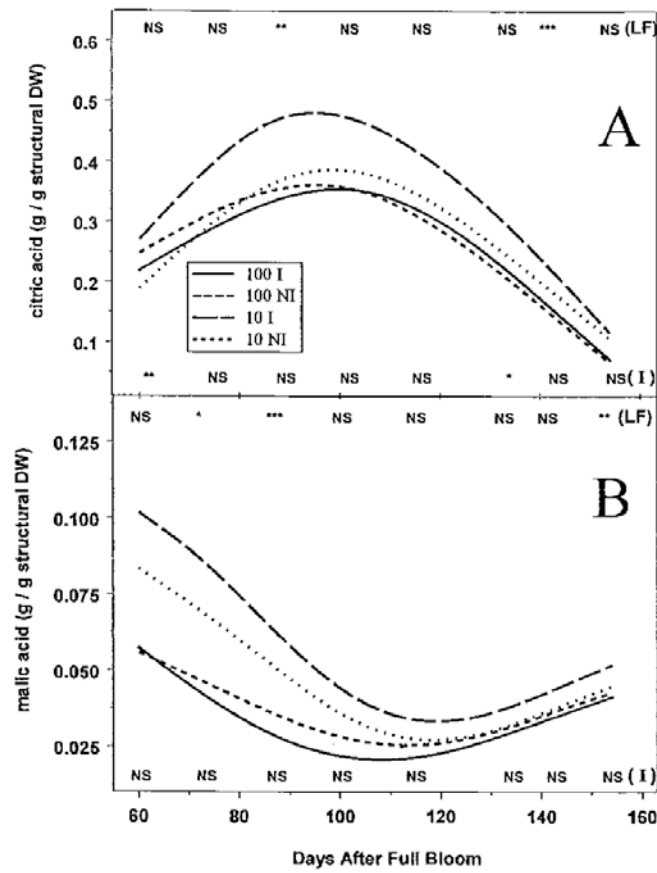 0.6
NS NS ** NS NS NS *** NS (LF)
A
0.5
0.4
0.3
0.2
0.1
citric acid (g / g structural DW)
100 I
100 NI
10 I
10 NI
** NS NS NS NS * NS NS ( I )
NS * *** NS NS NS NS ** (LF)
0.125
B
0.100
0.075
0.050
0.025
malic acid (g / g structural DW)
NS NS NS NS NS NS NS NS ( I )
60 80 100 120 140 160
Days After Full Bloom